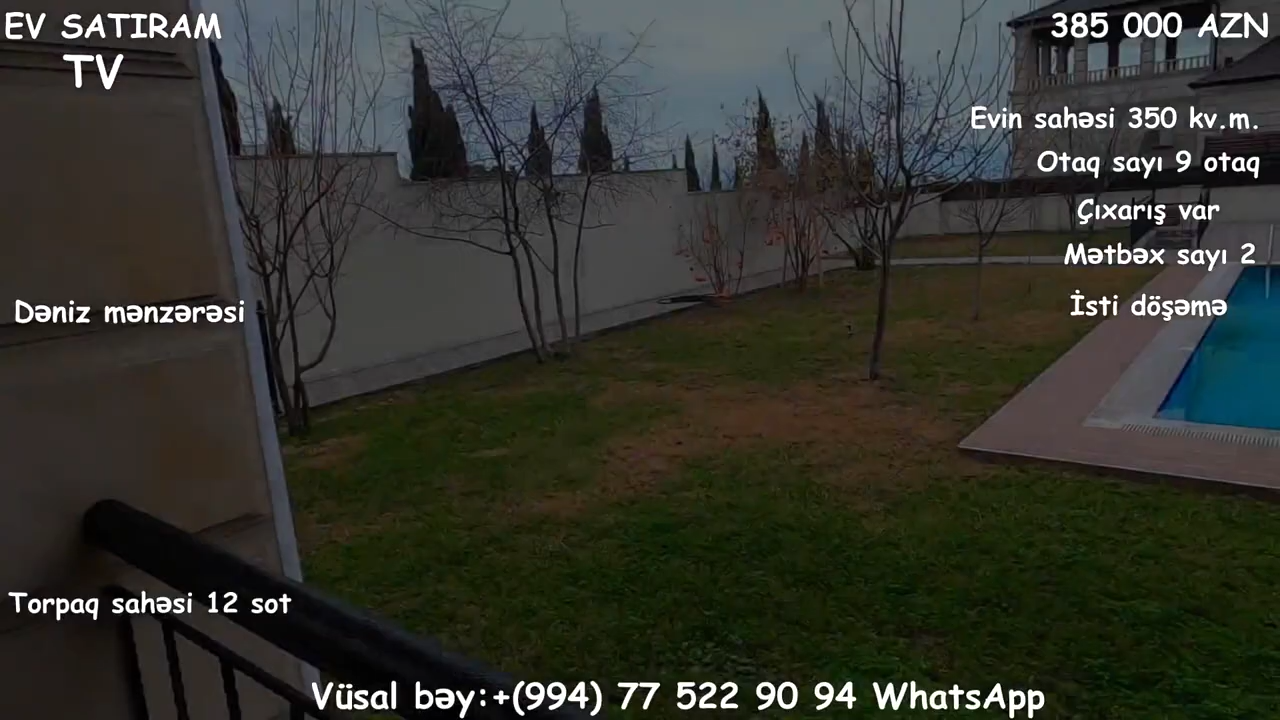 EV SATIRAM
TV
385 000 AZN
Evin sahəsi 350 kv.m.
Otaq sayı 9 otaq
Çıxarış var
Mətbəx sayı 2
İsti döşəmə
Dəniz mənzərəsi
Torpaq sahəsi 12 sot
Vüsal bəy:+(994) 77 522 90 94 WhatsApp